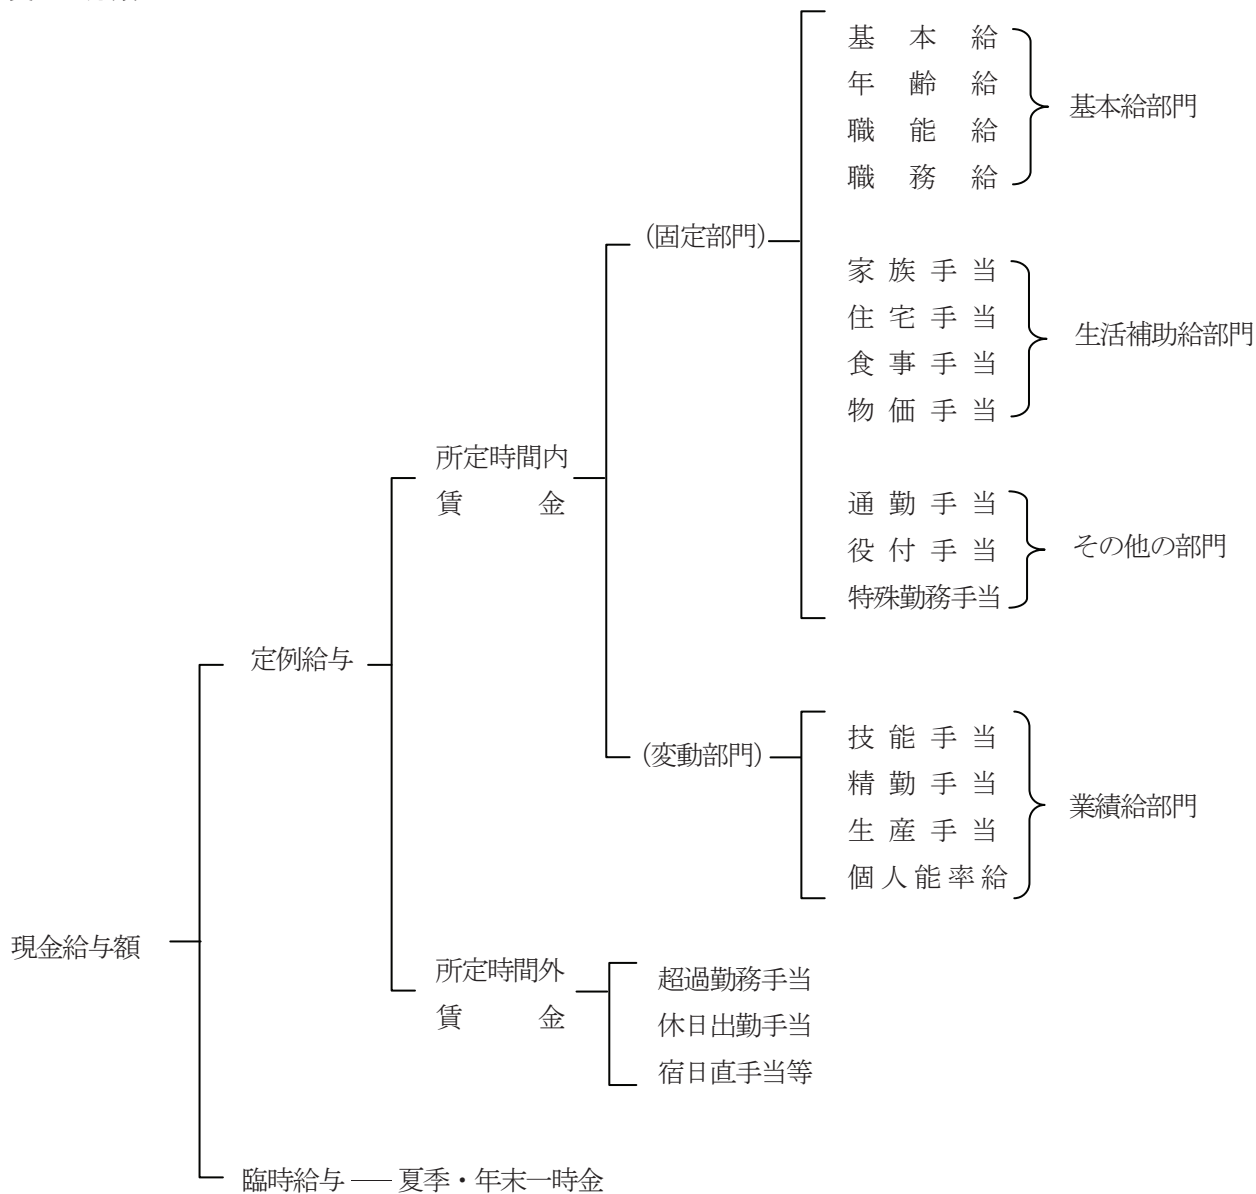 基本給
年齢給
職能給
職務給
基本給部門
(固定部門)
家族手当
住宅手当
食事手当
物価手当
生活補助給部門
所定時間内
賃金
通勤手当
役付手当
特殊勤務手当
その他の部門
定例給与
(変動部門)
技能手当
精勤手当
生産手当
個人能率給
業績給部門
現金給与額
所定時間外
賃金
超過勤務手当
休日出勤手当
宿日直手当等
臨時給与 ── 夏季・年末一時金